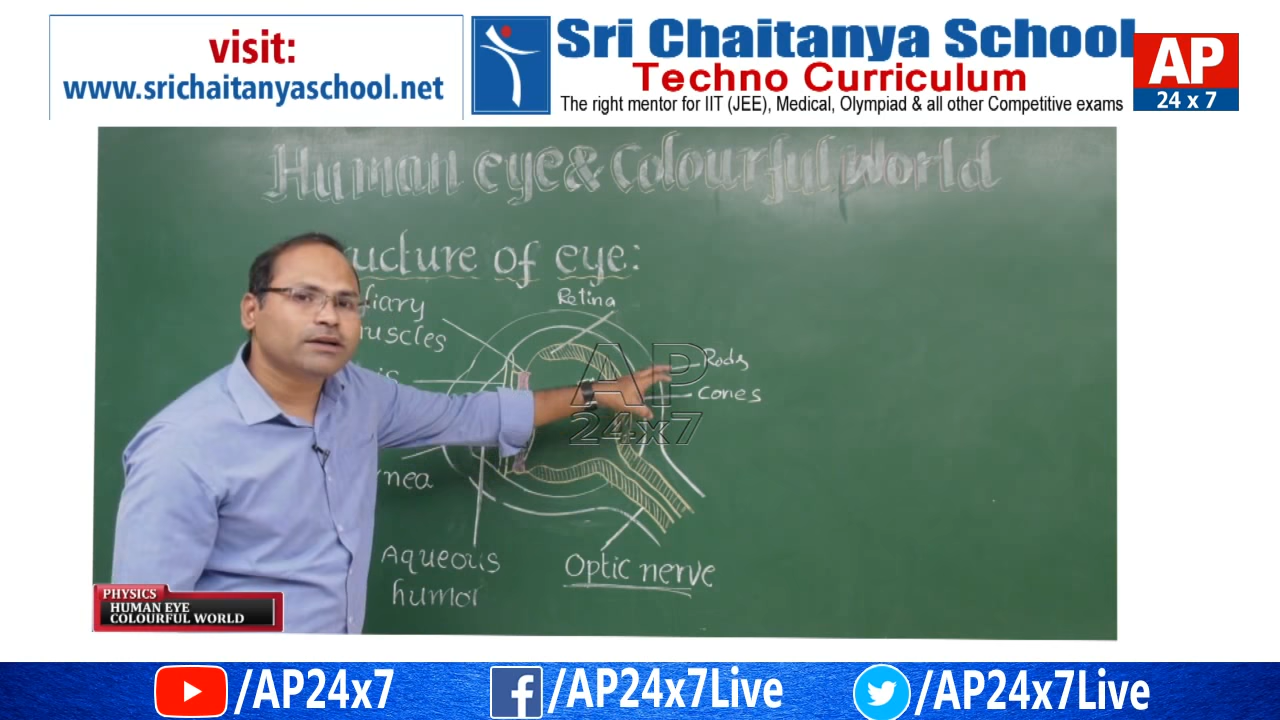 visit:
www.srichaitanyaschool.net
Sri Chaitanya School
Techno Curriculum
The right mentor for IIT (JEE), Medical, Olympiad & all other Competitive exams
AP
24 x 7
Human eye & Colourful World
ucture of eye:
Retina
iary
uscles
Rods
Cones
is
AP
24x7
nea
Aqueous
humor
Optic nerve
PHYSICS
HUMAN EYE
COLOURFUL WORLD
/AP24x7
/AP24x7Live
/AP24x7Live